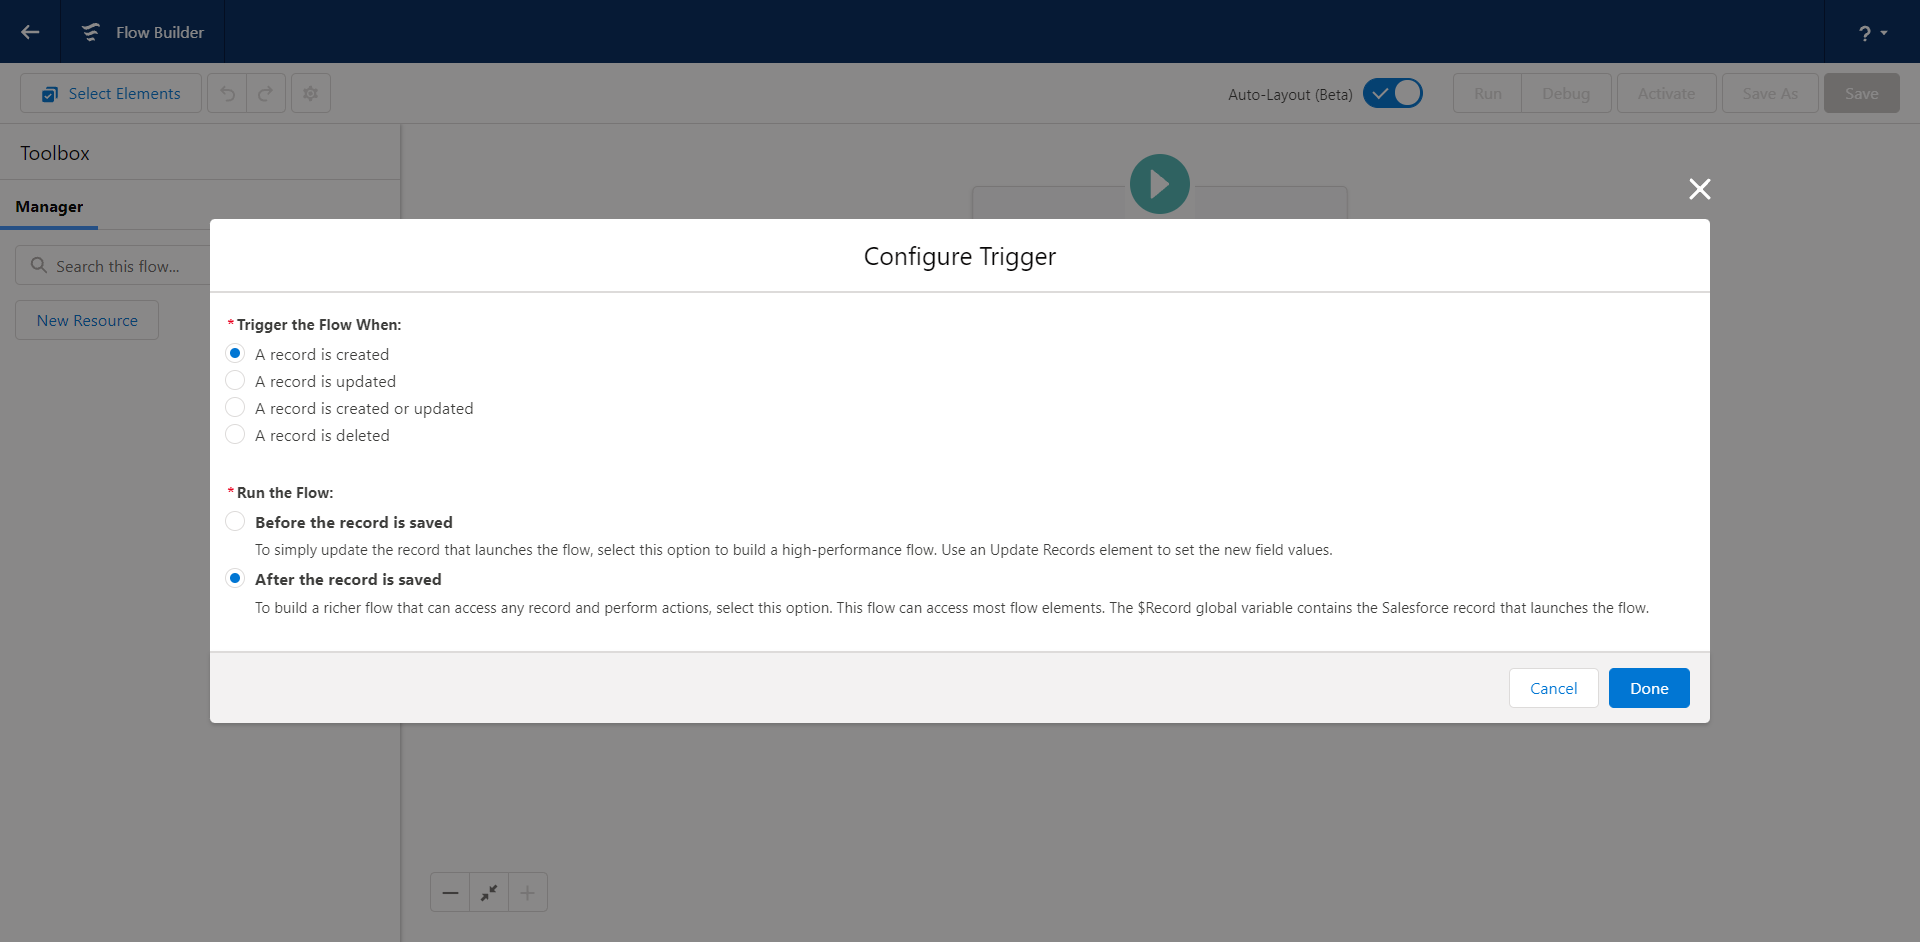 Flow Builder
?
Select Elements
Auto-Layout (Beta)
Run
Debug
Activate
Save As
Save
Toolbox
Manager
Search this flow...
New Resource
Configure Trigger
*Trigger the Flow When:
A record is created
A record is updated
A record is created or updated
A record is deleted
*Run the Flow:
Before the record is saved
To simply update the record that launches the flow, select this option to build a high-performance flow. Use an Update Records element to set the new field values.
After the record is saved
To build a richer flow that can access any record and perform actions, select this option. This flow can access most flow elements. The $Record global variable contains the Salesforce record that launches the flow.
Cancel
Done